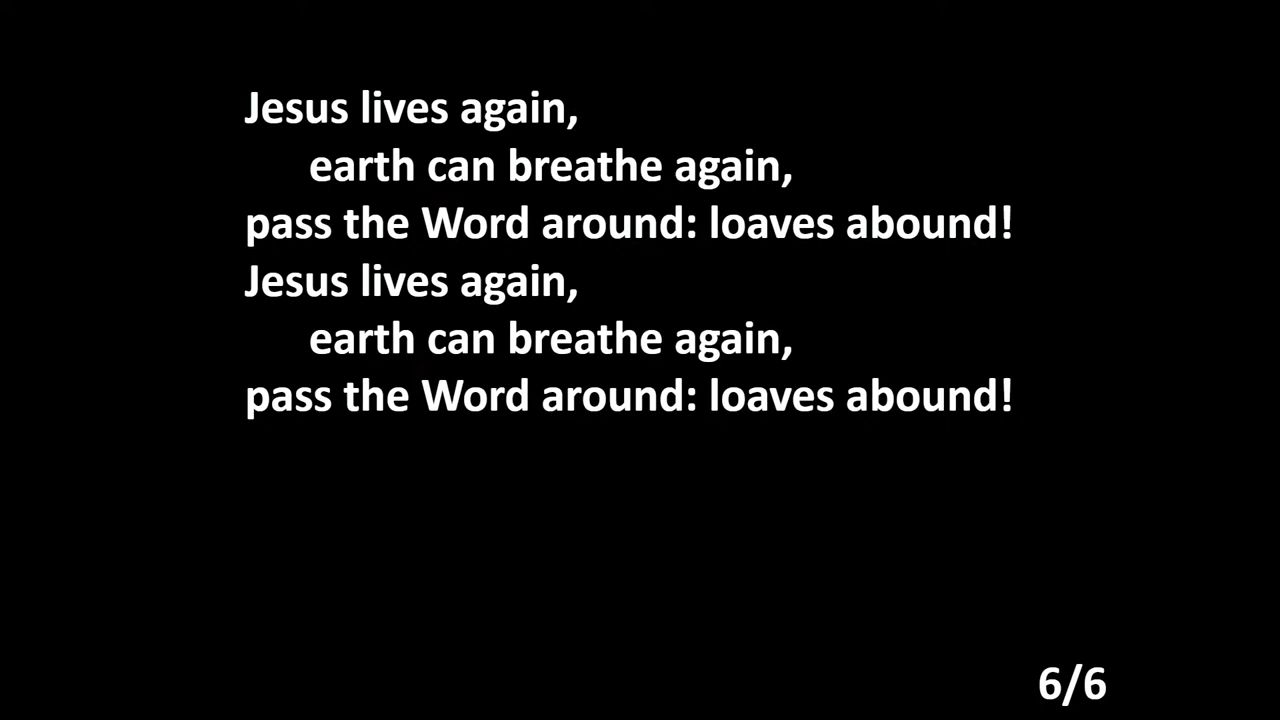 Jesus lives again,
earth can breathe again,
pass the Word around: loaves abound!
Jesus lives again,
earth can breathe again,
pass the Word around: loaves abound!
6/6